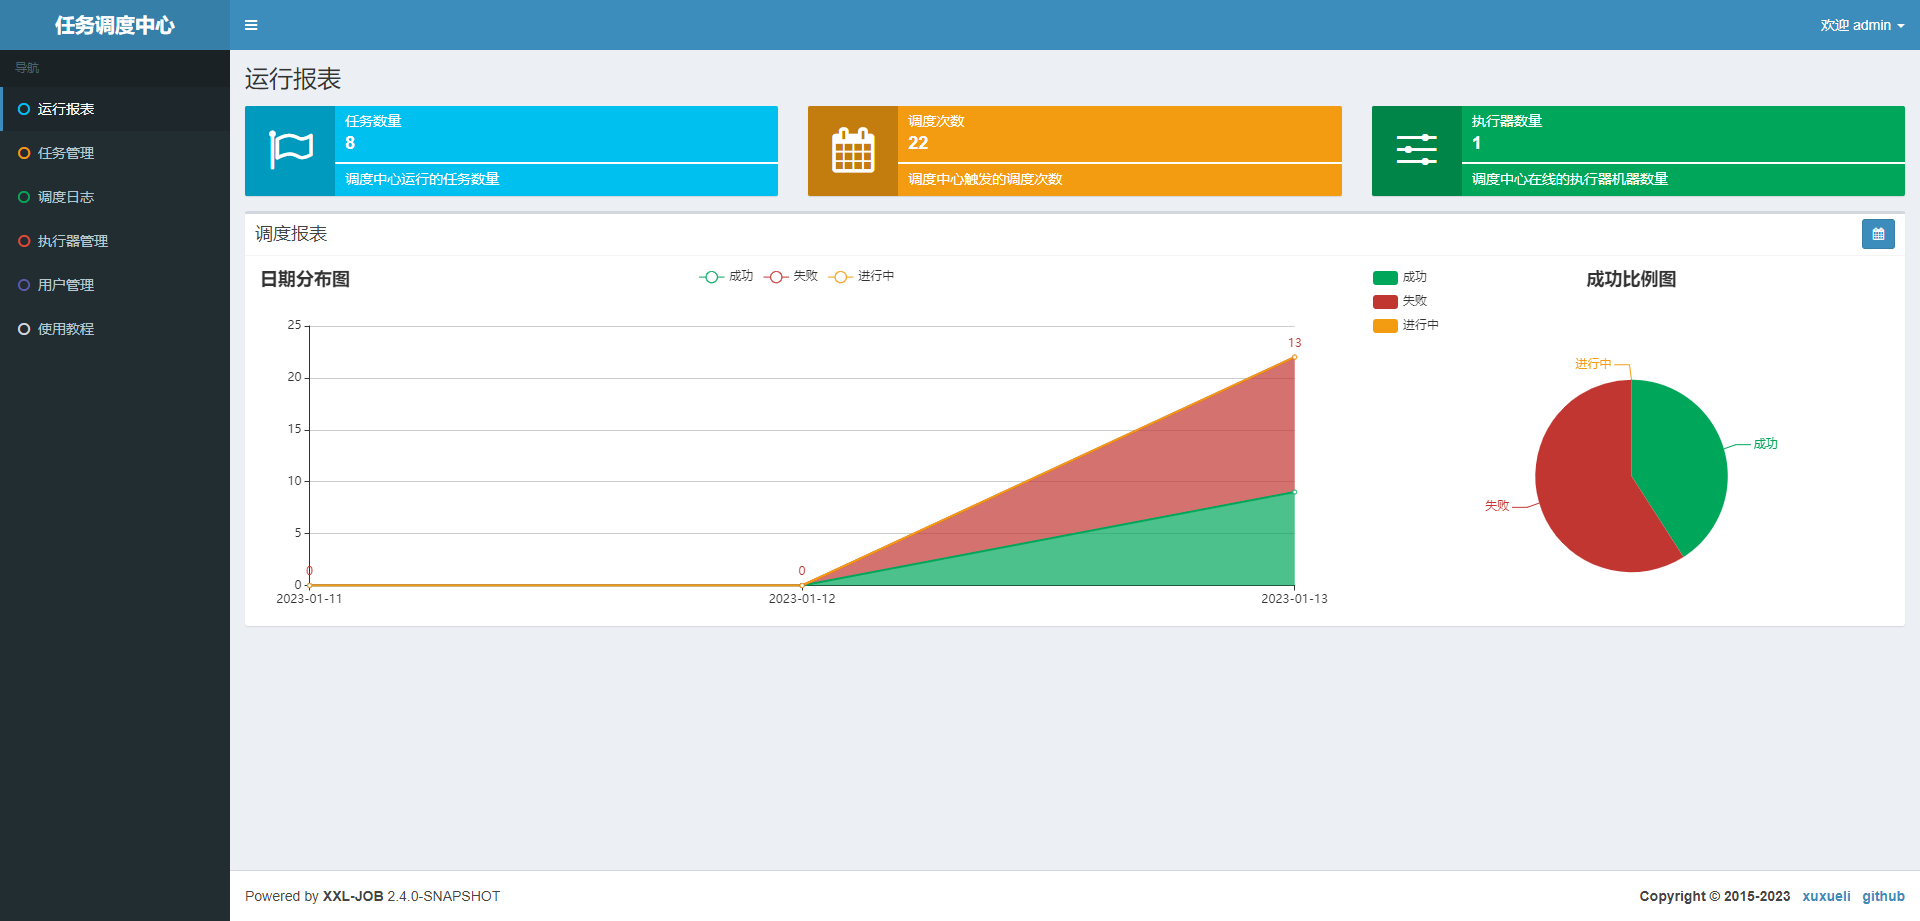 任务调度中心
欢迎 admin
导航
运行报表
任务管理
调度日志
执行器管理
用户管理
使用教程
运行报表
任务数量
8
调度中心运行的任务数量
调度次数
22
调度中心触发的调度次数
执行器数量
1
调度中心在线的执行器机器数量
调度报表
日期分布图
成功 失败 进行中
25
20
15
10
5
0
13
0
0
2023-01-11 2023-01-12 2023-01-13
成功比例图
成功
失败
进行中
进行中
成功
失败
Powered by XXL-JOB 2.4.0-SNAPSHOT
Copyright © 2015-2023 xuxueli github